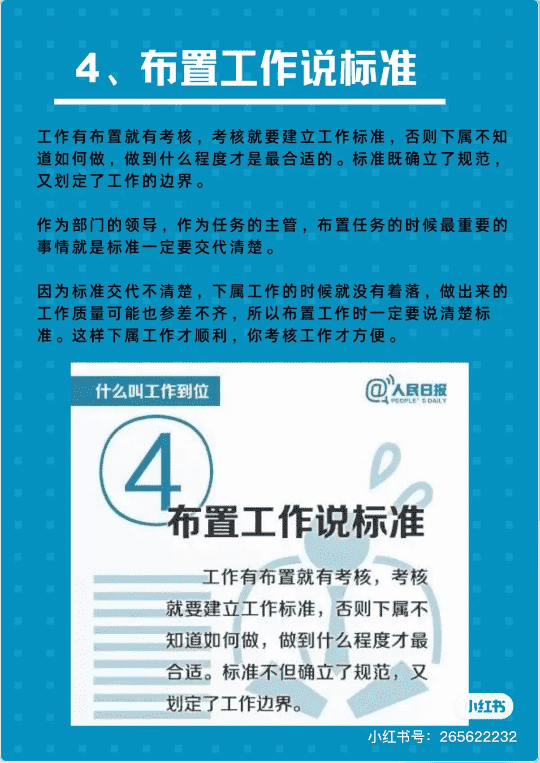 4、布置工作说标准
工作有布置就有考核，考核就要建立工作标准，否则下属不知
道如何做，做到什么程度才是最合适的。标准既确立了规范，
又划定了工作的边界。
作为部门的领导，作为任务的主管，布置任务的时候最重要的
事情就是标准一定要交代清楚。
因为标准交代不清楚，下属工作的时候就没有着落，做出来的
工作质量可能也参差不齐，所以布置工作时一定要说清楚标
准。这样下属工作才顺利，你考核工作才方便。
什么叫工作到位
@人民日报
PEOPLE'S DAILY
4
布置工作说标准
工作有布置就有考核，考核
就要建立工作标准，否则下属不
知道如何做，做到什么程度才最
合适。标准不但确立了规范，又
划定了工作边界。
小红书
小红书号：265622232